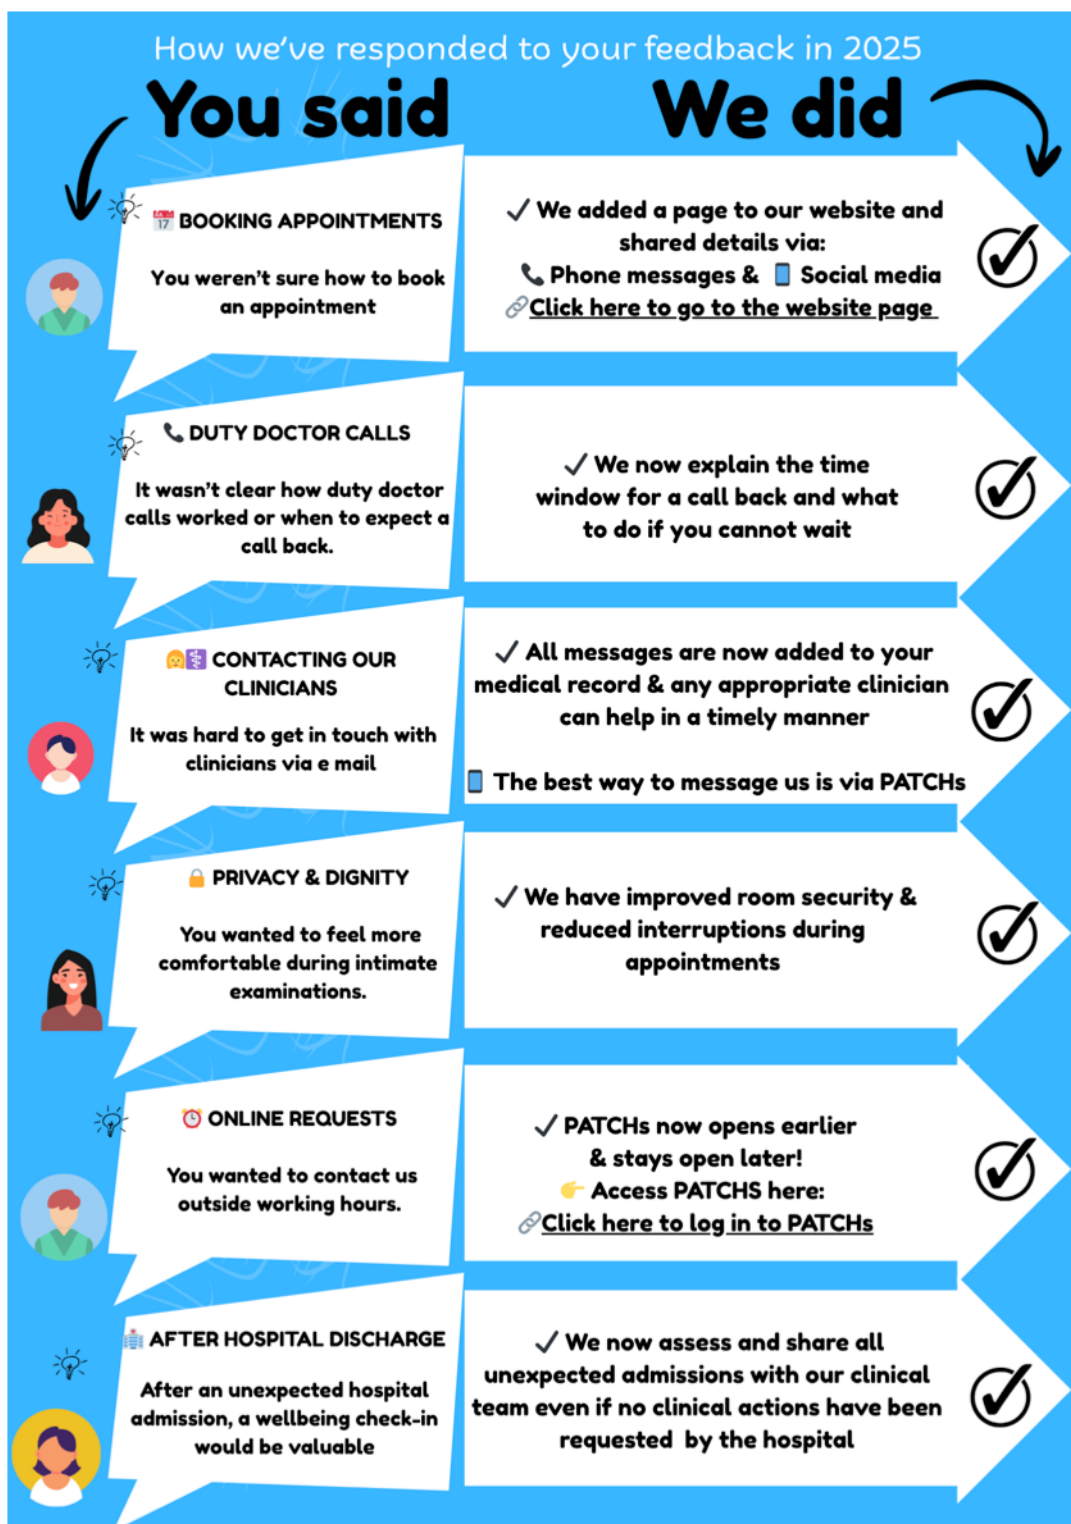 How we've responded to your feedback in 2025
You said
We did
📅 BOOKING APPOINTMENTS
You weren't sure how to book
an appointment
✓ We added a page to our website and
shared details via:
📞 Phone messages & 📱 Social media
🔗Click here to go to the website page
📞 DUTY DOCTOR CALLS
It wasn't clear how duty doctor
calls worked or when to expect a
call back.
✓ We now explain the time
window for a call back and what
to do if you cannot wait
CONTACTING OUR
CLINICIANS
It was hard to get in touch with
clinicians via e mail
✓ All messages are now added to your
medical record & any appropriate clinician
can help in a timely manner
📱 The best way to message us is via PATCHs
🔒 PRIVACY & DIGNITY
You wanted to feel more
comfortable during intimate
examinations.
✓ We have improved room security &
reduced interruptions during
appointments
⏰ ONLINE REQUESTS
You wanted to contact us
outside working hours.
✓ PATCHs now opens earlier
& stays open later!
👉 Access PATCHS here:
🔗Click here to log in to PATCHs
🏥 AFTER HOSPITAL DISCHARGE
After an unexpected hospital
admission, a wellbeing check-in
would be valuable
✓ We now assess and share all
unexpected admissions with our clinical
team even if no clinical actions have been
requested by the hospital